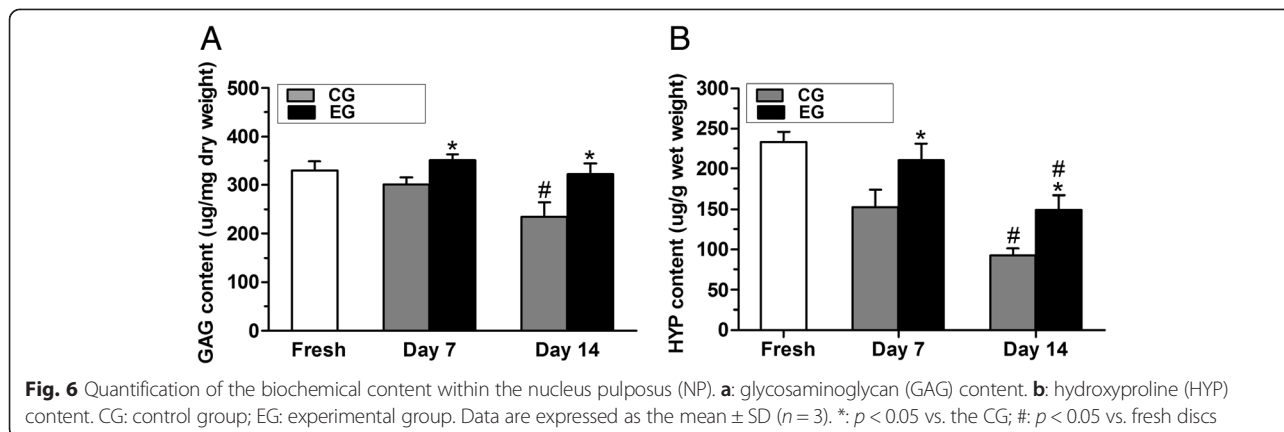 A
GAG content (ug/mg dry weight)
500
400
300
200
100
0
CG
EG
*
#
*
Fresh Day 7 Day 14
B
HYP content (ug/g wet weight)
300
250
200
150
100
50
0
CG
EG
*
#
#
*
Fresh Day 7 Day 14
Fig. 6 Quantification of the biochemical content within the nucleus pulposus (NP). a: glycosaminoglycan (GAG) content. b: hydroxyproline (HYP)
content. CG: control group; EG: experimental group. Data are expressed as the mean ± SD (n = 3). *: p < 0.05 vs. the CG; #: p < 0.05 vs. fresh discs